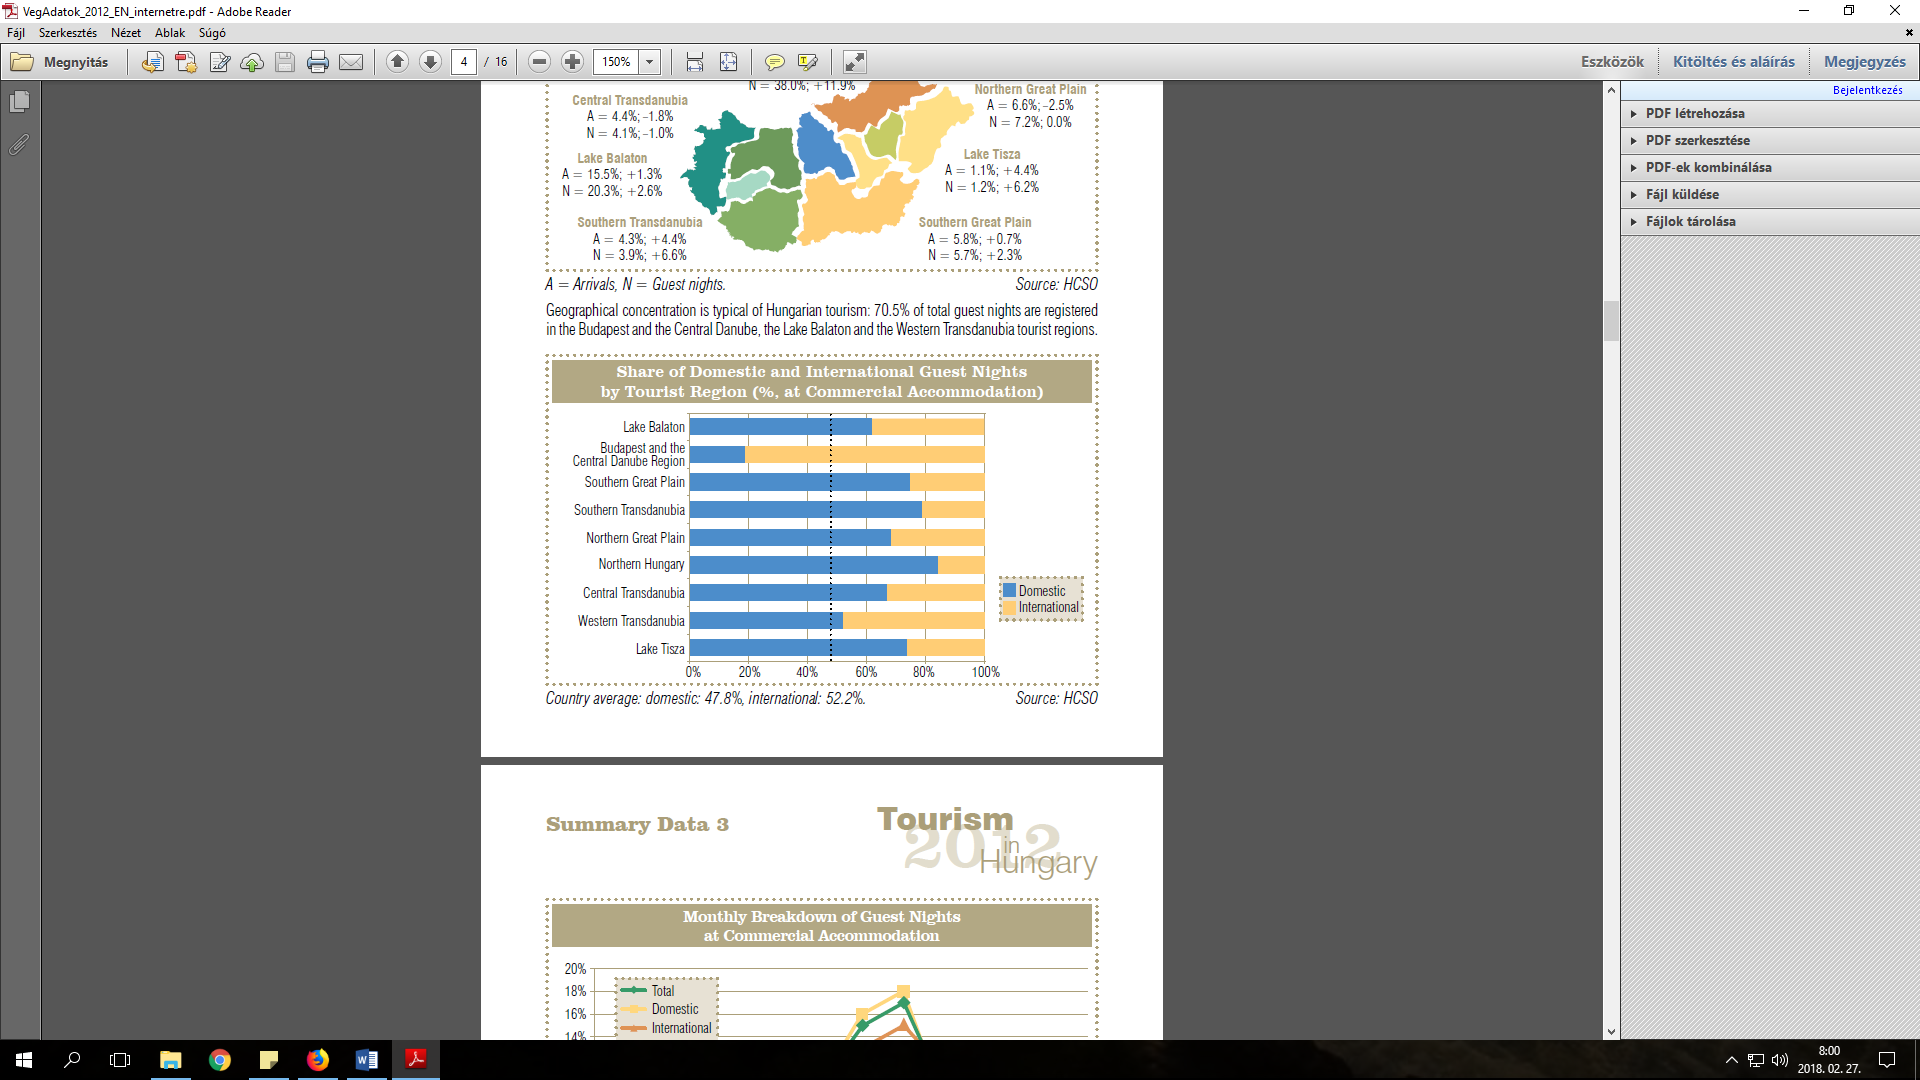 VegAdatok_2012_EN_internetre.pdf - Adobe Reader
Fájl Szerkesztés Nézet Ablak Súgó
Megnyitás 4 / 16 150% Eszközök Kitöltés és aláírás Megjegyzés
Bejelentkezés
PDF létrehozása
PDF szerkesztése
PDF-ek kombinálása
Fájl küldése
Fájlok tárolása
N = 38.0%; +11.9%
Central Transdanubia
A = 4.4%; -1.8%
N = 4.1%; -1.0%
Northern Great Plain
A = 6.6%; -2.5%
N = 7.2%; 0.0%
Lake Balaton
A = 15.5%; +1.3%
N = 20.3%; +2.6%
Lake Tisza
A = 1.1%; +4.4%
N = 1.2%; +6.2%
Southern Transdanubia
A = 4.3%; +4.4%
N = 3.9%; +6.6%
Southern Great Plain
A = 5.8%; +0.7%
N = 5.7%; +2.3%
A = Arrivals, N = Guest nights. Source: HCSO
Geographical concentration is typical of Hungarian tourism: 70.5% of total guest nights are registered
in the Budapest and the Central Danube, the Lake Balaton and the Western Transdanubia tourist regions.
Share of Domestic and International Guest Nights
by Tourist Region (%, at Commercial Accommodation)
Lake Balaton
Budapest and the
Central Danube Region
Southern Great Plain
Southern Transdanubia
Northern Great Plain
Northern Hungary
Central Transdanubia
Western Transdanubia
Lake Tisza
0% 20% 40% 60% 80% 100%
Domestic
International
Country average: domestic: 47.8%, international: 52.2%. Source: HCSO
Summary Data 3
Tourism
2012
in
Hungary
Monthly Breakdown of Guest Nights
at Commercial Accommodation
20%
18%
16%
14%
Total
Domestic
International
8:00
2018. 02. 27.